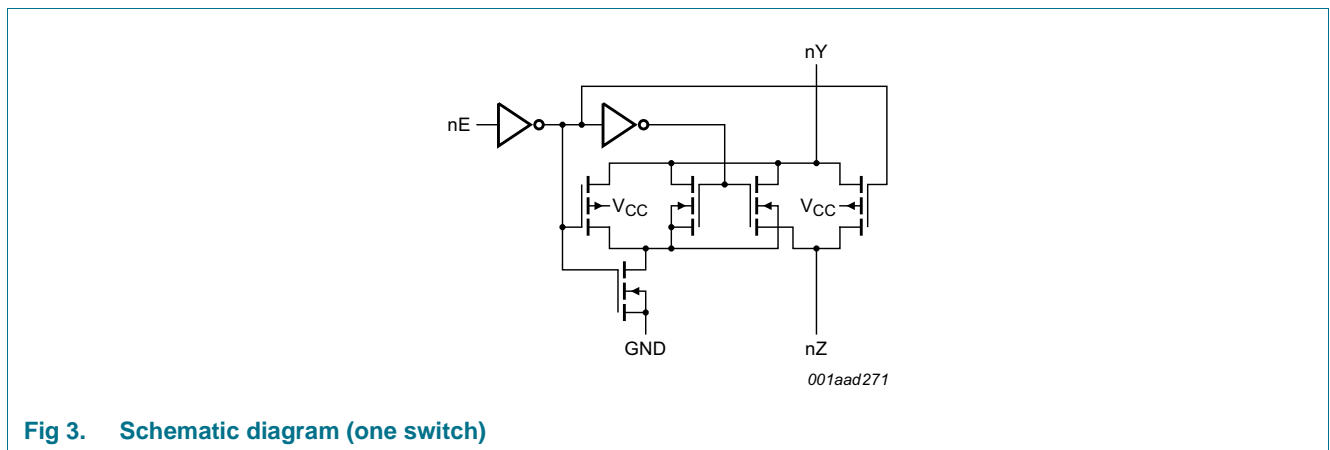 nY
nE
VCC
VCC
GND
nZ
001aad271
Fig 3. Schematic diagram (one switch)